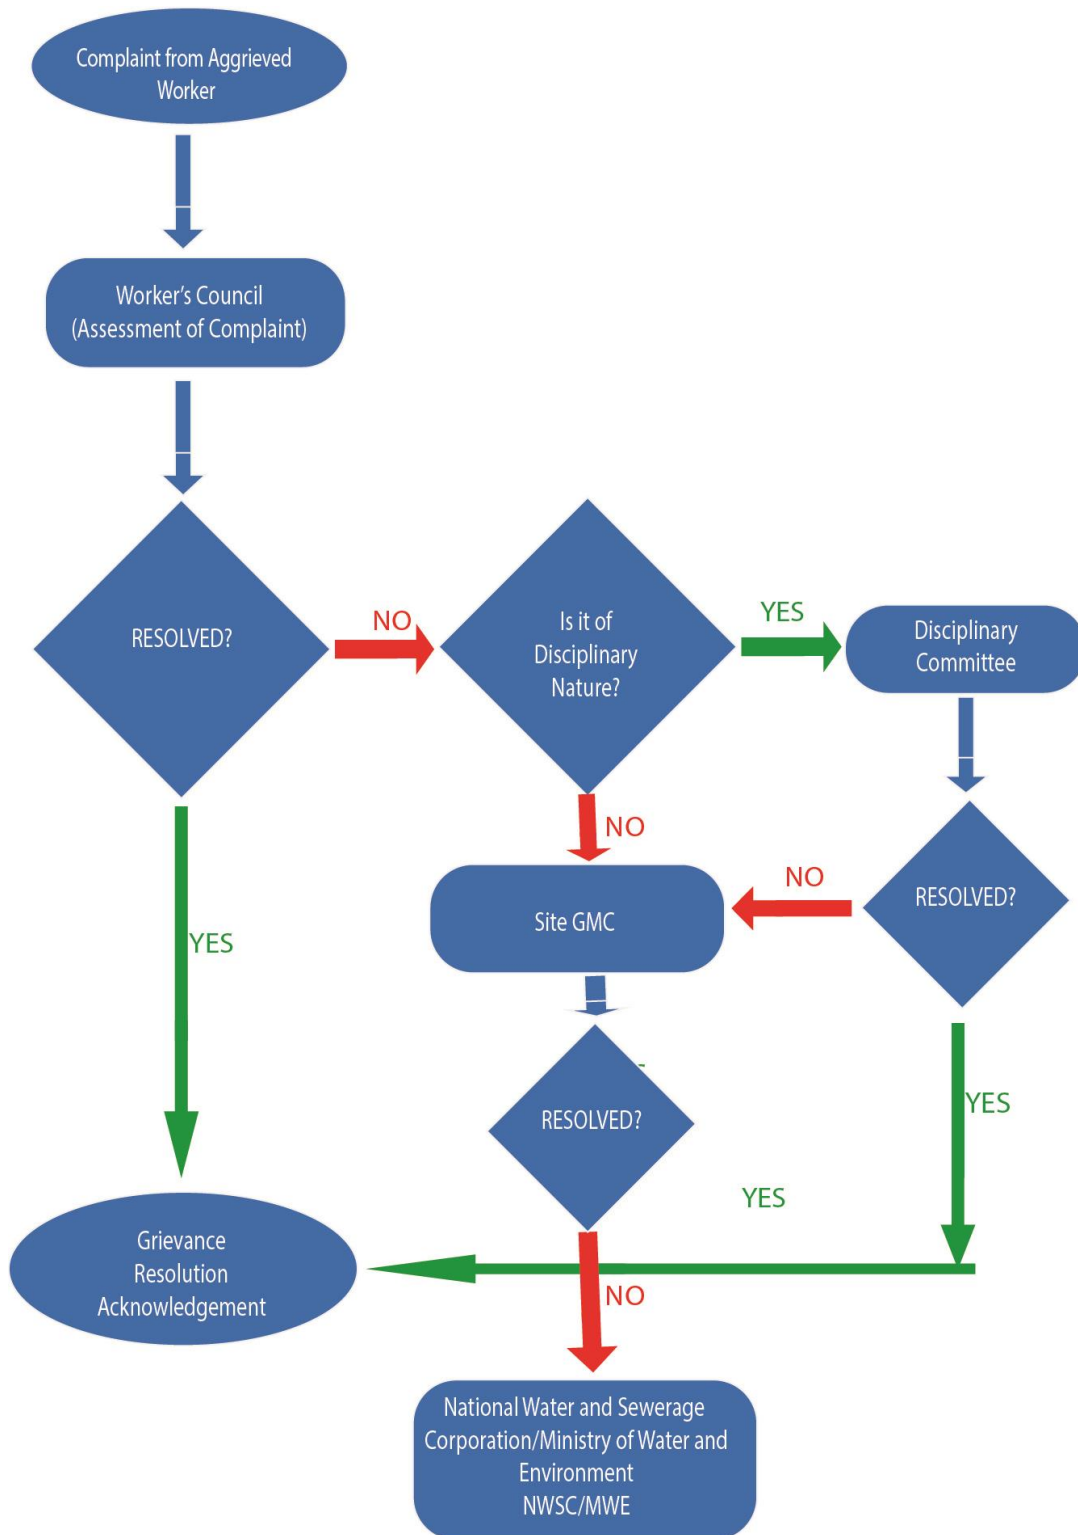 Complaint from Aggrieved
Worker
Worker's Council
(Assessment of Complaint)
RESOLVED?
NO
Is it of
Disciplinary
Nature?
YES
Disciplinary
Committee
NO
Site GMC
NO
RESOLVED?
YES
RESOLVED?
YES
YES
Grievance
Resolution
Acknowledgement
NO
National Water and Sewerage
Corporation/Ministry of Water and
Environment
NWSC/MWE